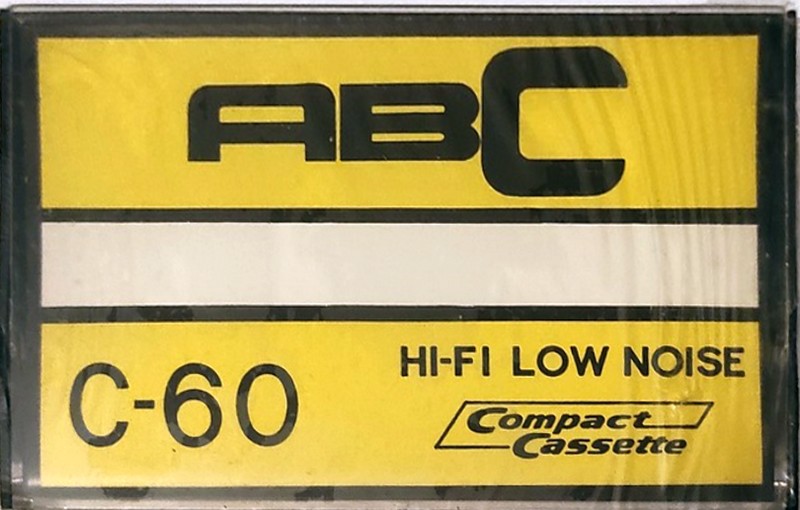 ABC
C-60
HI-FI LOW NOISE
Compact
Cassette